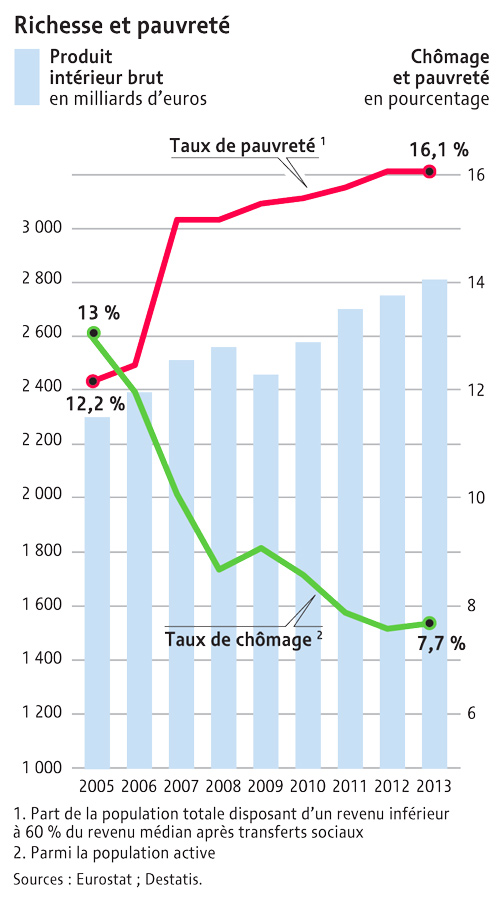 Richesse et pauvreté
Produit
intérieur brut
en milliards d'euros
Chômage
et pauvreté
en pourcentage
Taux de pauvreté 1
16,1 %
16
3 000
2 800
14
13 %
2 600
2 400
12
12,2 %
2 200
2 000
10
1 800
1 600
8
Taux de chômage 2
7,7 %
1 400
1 200
6
1 000
2005 2006 2007 2008 2009 2010 2011 2012 2013
1. Part de la population totale disposant d'un revenu inférieur
à 60 % du revenu médian après transferts sociaux
2. Parmi la population active
Sources : Eurostat ; Destatis.